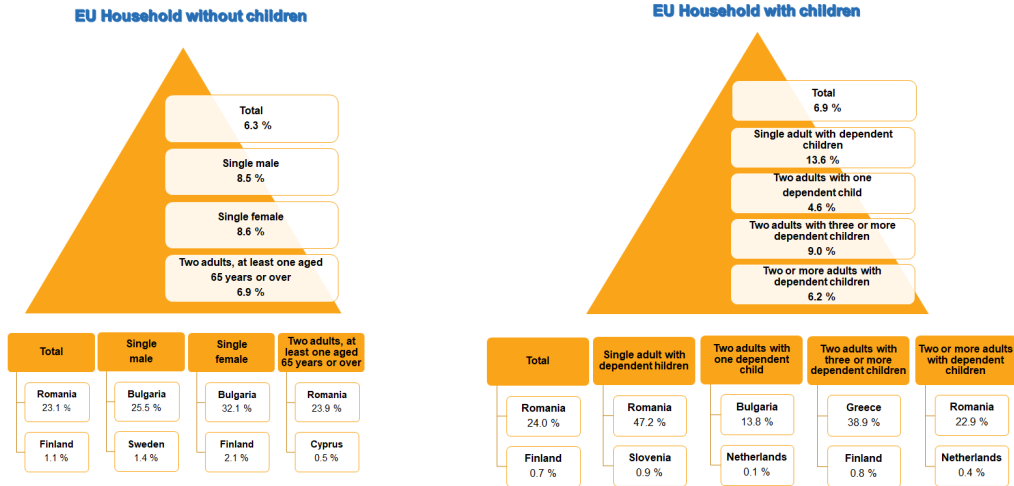 EU Household without children
Total
6.3 %
Single male
8.5 %
Single female
8.6 %
Two adults, at least one aged
65 years or over
6.9 %
Total
Romania
23.1 %
Finland
1.1 %
Single
male
Bulgaria
25.5 %
Sweden
1.4 %
Single
female
Bulgaria
32.1 %
Finland
2.1 %
Two adults, at
least one aged
65 years or over
Romania
23.9 %
Cyprus
0.5 %
EU Household with children
Total
6.9 %
Single adult with dependent
children
13.6 %
Two adults with one
dependent child
4.6 %
Two adults with three or more
dependent children
9.0 %
Two or more adults with
dependent children
6.2 %
Total
Romania
24.0 %
Finland
0.7 %
Single adult with
dependent hildren
Romania
47.2 %
Slovenia
0.9 %
Two adults with
one dependent
child
Bulgaria
13.8 %
Netherlands
0.1 %
Two adults with
three or more
dependent children
Greece
38.9 %
Finland
0.8 %
Two or more adults
with dependent
children
Romania
22.9 %
Netherlands
0.4 %